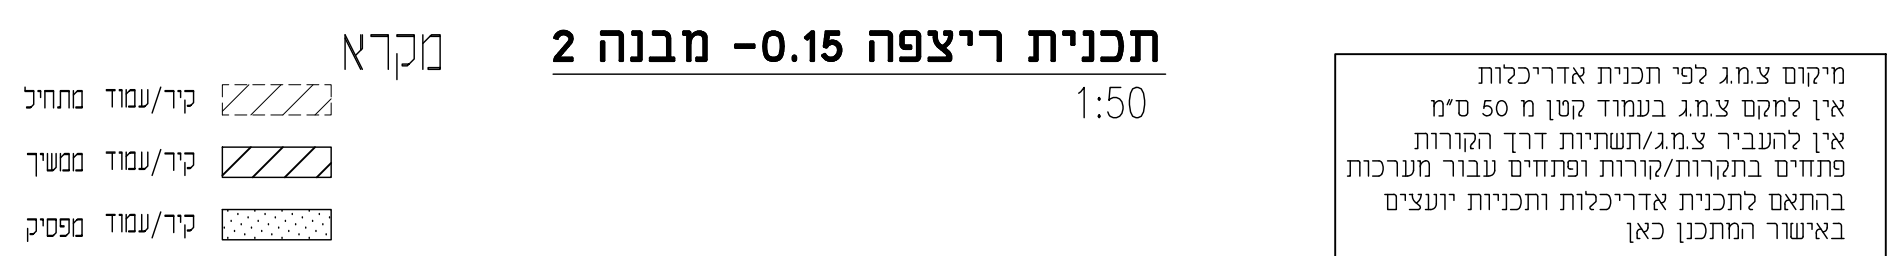 תכנית ריצפה 0.15- מבנה 2
1:50
מיקום צ.מ.ג לפי תכנית אדריכלות
אין למקם צ.מ.ג בעמוד קטן מ 50 ס"מ
אין להעביר צ.מ.ג/תשתיות דרך הקורות
פתחים בתקרות/קורות ופתחים עבור מערכות
בהתאם לתכנית אדריכלות ותכניות יועצים
באישור המתכנן כאן
מקרא
קיר/עמוד מתחיל
קיר/עמוד ממשיך
קיר/עמוד מפסיק